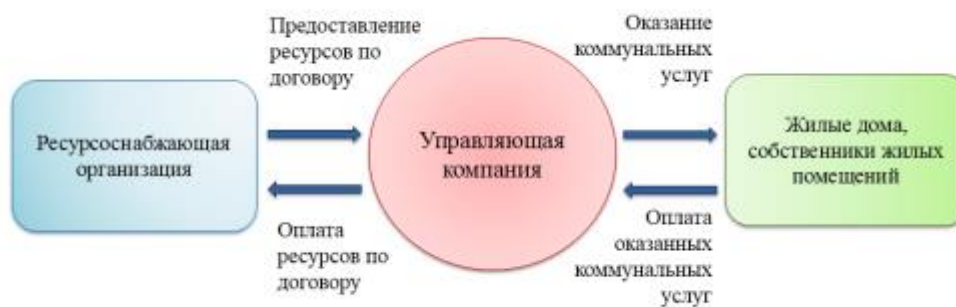 Предоставление
ресурсов по
договору
Оказание
коммунальных
услуг
Ресурсоснабжающая
организация
Управляющая
компания
Жилые дома,
собственники жилых
помещений
Оплата
ресурсов по
договору
Оплата
оказанных
коммунальных
услуг